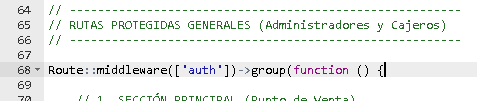 64 // --------------------------------------------------------
65 // RUTAS PROTEGIDAS GENERALES (Administradores y Cajeros)
66 // --------------------------------------------------------
67
68 Route::middleware(['auth'])->group(function () {
69
70 // 1. SECCIÓN PRINCIPAL (Punto de Venta)